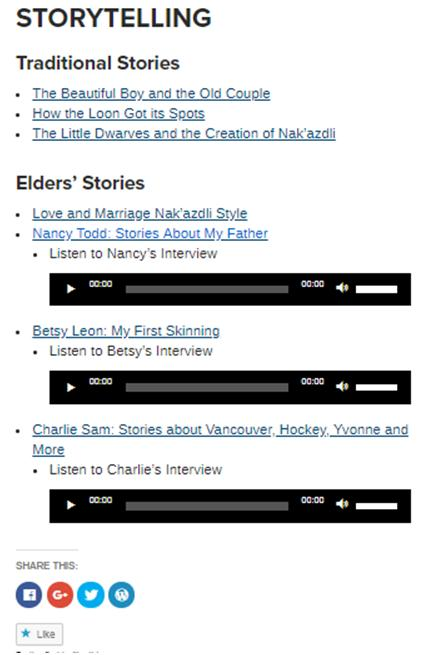 STORYTELLING
Traditional Stories
The Beautiful Boy and the Old Couple
How the Loon Got its Spots
The Little Dwarves and the Creation of Nak'azdli
Elders' Stories
Love and Marriage Nak'azdli Style
Nancy Todd: Stories About My Father
Listen to Nancy's Interview
00:00 00:00
Betsy Leon: My First Skinning
Listen to Betsy's Interview
00:00 00:00
Charlie Sam: Stories about Vancouver, Hockey, Yvonne and
More
Listen to Charlie's Interview
00:00 00:00
SHARE THIS:
G+
Like